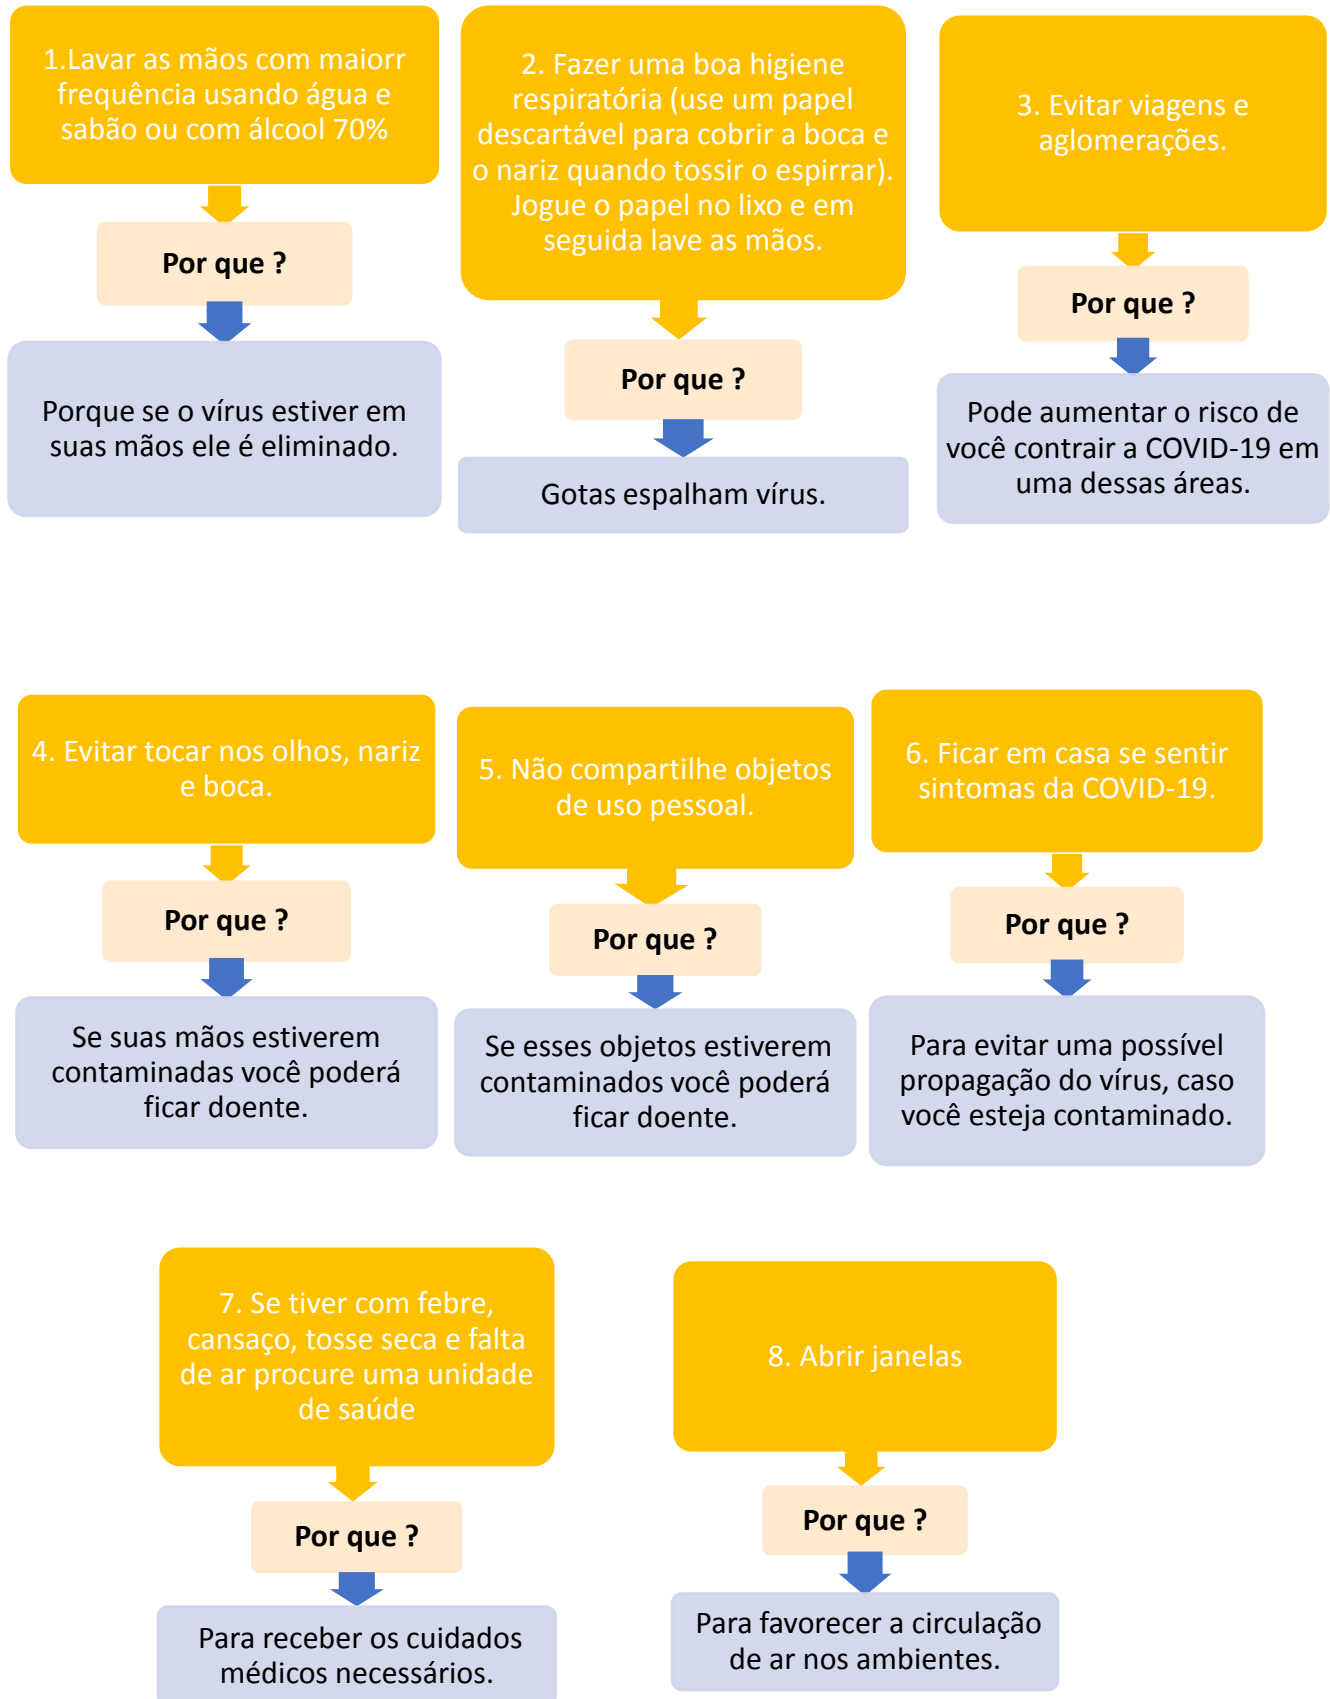 1.Lavar as mãos com maiorr
frequência usando água e
sabão ou com álcool 70%
Por que ?
Porque se o vírus estiver em
suas mãos ele é eliminado.
2. Fazer uma boa higiene
respiratória (use um papel
descartável para cobrir a boca e
o nariz quando tossir o espirrar).
Jogue o papel no lixo e em
seguida lave as mãos.
Por que ?
Gotas espalham vírus.
3. Evitar viagens e
aglomerações.
Por que ?
Pode aumentar o risco de
você contrair a COVID-19 em
uma dessas áreas.
4. Evitar tocar nos olhos, nariz
e boca.
Por que ?
Se suas mãos estiverem
contaminadas você poderá
ficar doente.
5. Não compartilhe objetos
de uso pessoal.
Por que ?
Se esses objetos estiverem
contaminados você poderá
ficar doente.
6. Ficar em casa se sentir
sintomas da COVID-19.
Por que ?
Para evitar uma possível
propagação do vírus, caso
você esteja contaminado.
7. Se tiver com febre,
cansaço, tosse seca e falta
de ar procure uma unidade
de saúde
Por que ?
Para receber os cuidados
médicos necessários.
8. Abrir janelas
Por que ?
Para favorecer a circulação
de ar nos ambientes.